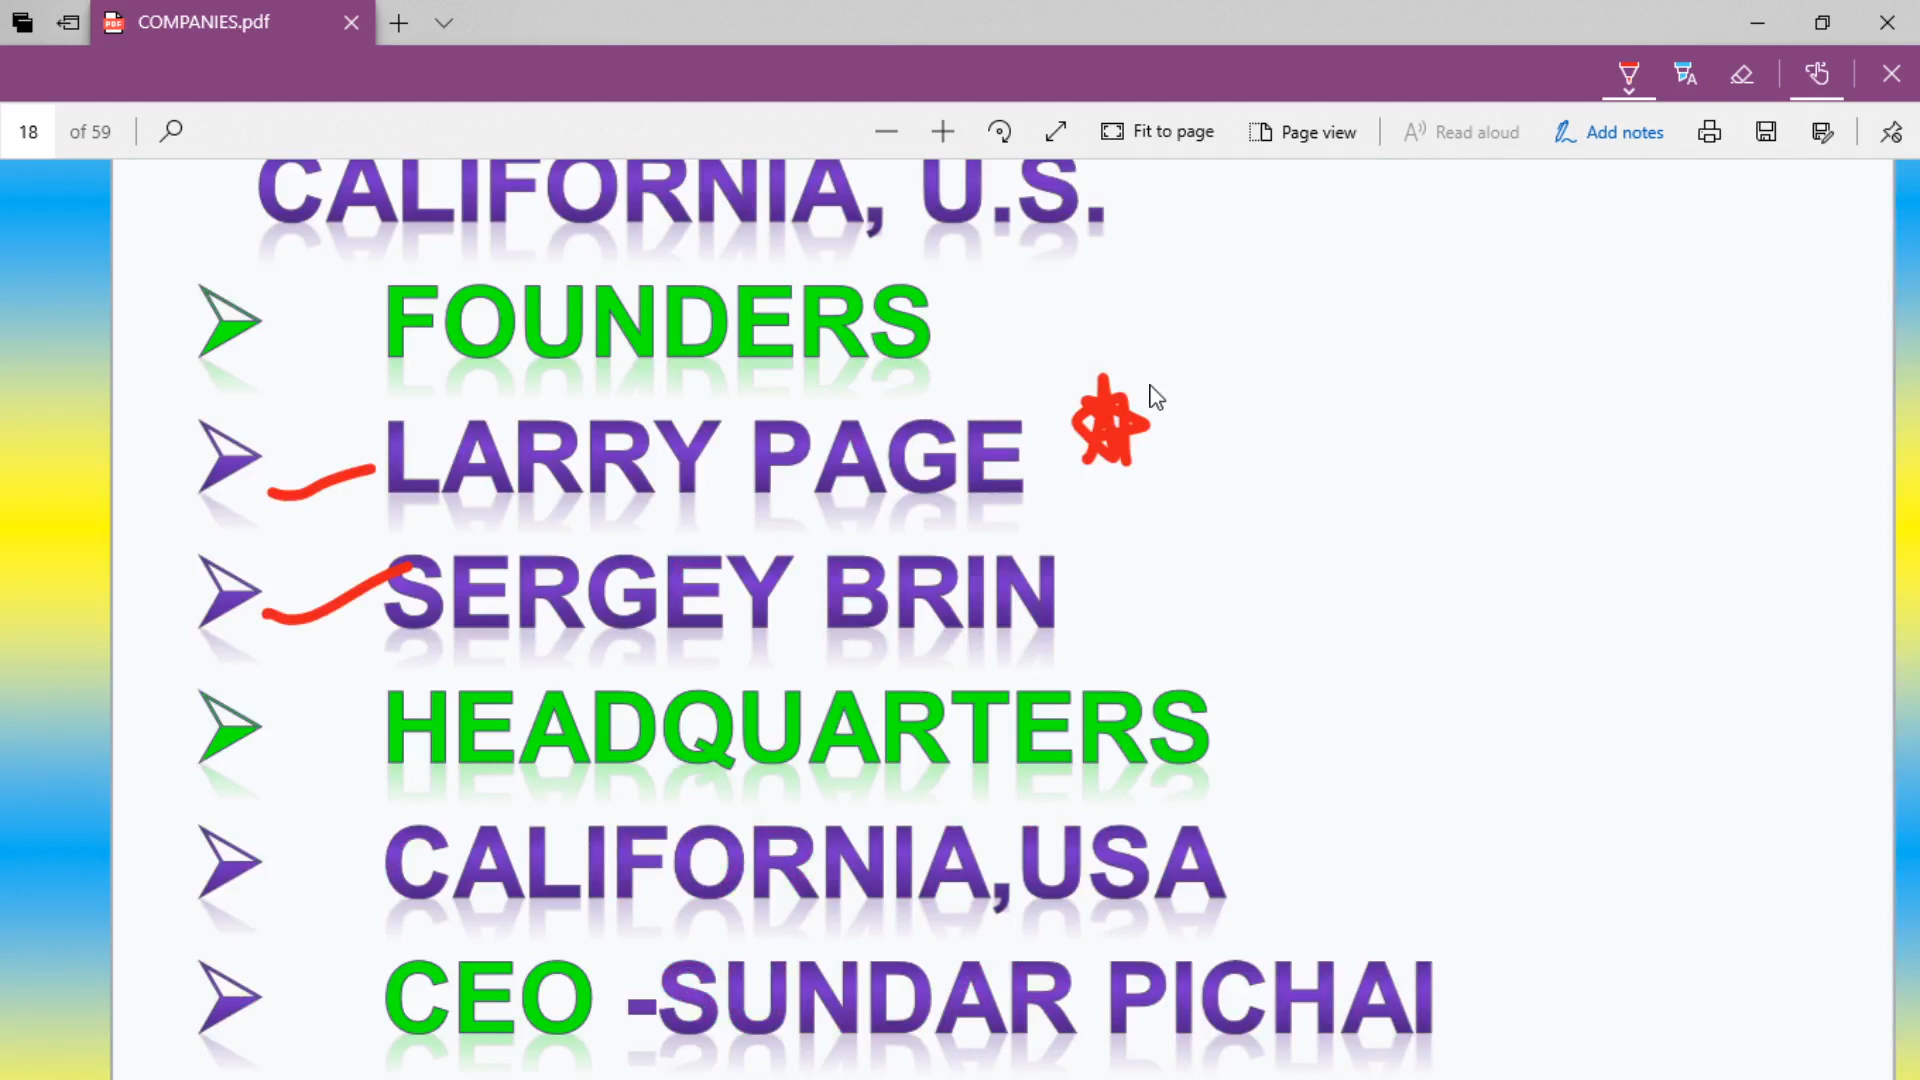 COMPANIES.pdf
18 of 59
Fit to page
Page view
Read aloud
Add notes
CALIFORNIA, U.S.
FOUNDERS
LARRY PAGE
SERGEY BRIN
HEADQUARTERS
CALIFORNIA,USA
CEO -SUNDAR PICHAI